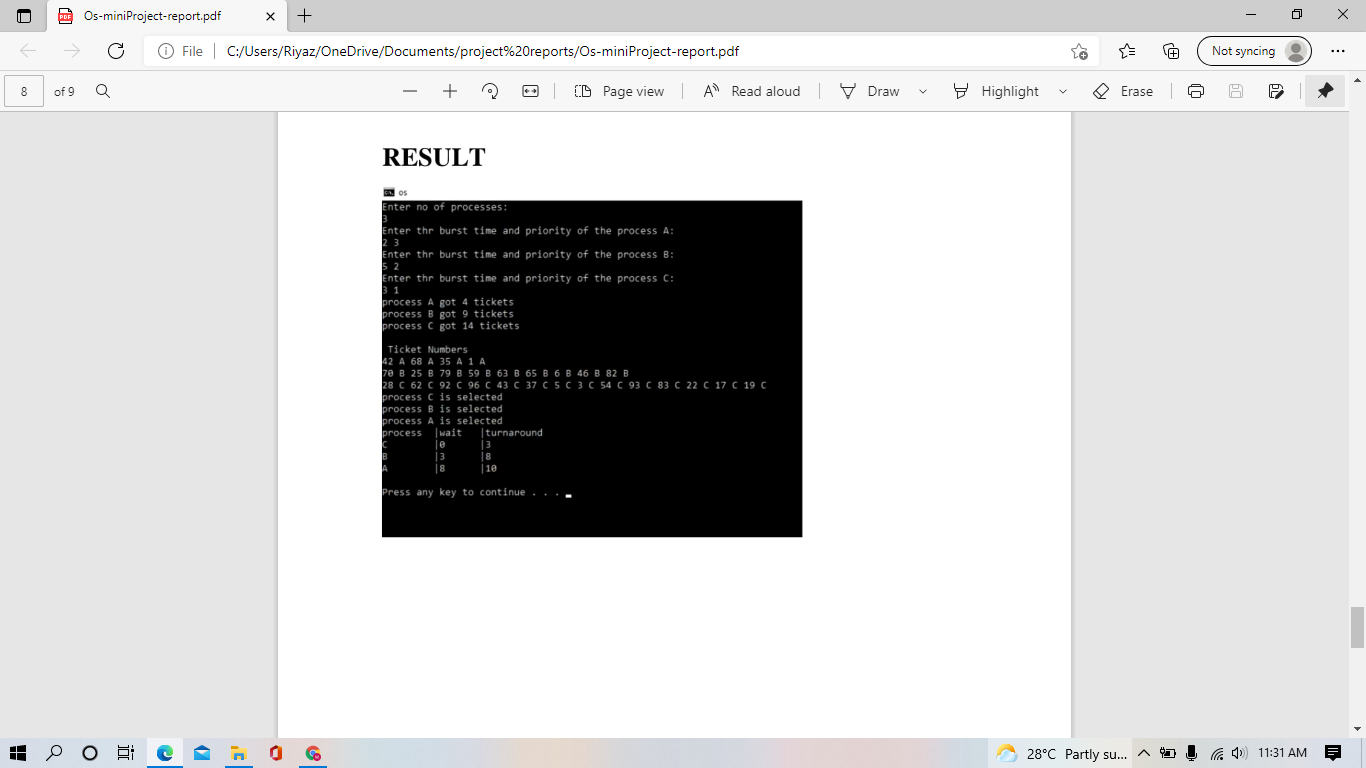 Os-miniProject-report.pdf
File C:/Users/Riyaz/OneDrive/Documents/project%20reports/Os-miniProject-report.pdf Not syncing
8 of 9 Page view Read aloud Draw Highlight Erase
RESULT
os
Enter no of processes:
3
Enter thr burst time and priority of the process A:
2 3
Enter thr burst time and priority of the process B:
5 2
Enter thr burst time and priority of the process C:
3 1
process A got 4 tickets
process B got 9 tickets
process C got 14 tickets
Ticket Numbers
42 A 68 A 35 A 1 A
70 B 25 B 79 B 59 B 63 B 65 B 6 B 46 B 82 B
28 C 62 C 92 C 96 C 43 C 37 C 5 C 3 C 54 C 93 C 83 C 22 C 17 C 19 C
process C is selected
process B is selected
process A is selected
process |wait |turnaround
C |0 |3
B |3 |8
A |8 |10
Press any key to continue . . .
28°C Partly su... 11:31 AM